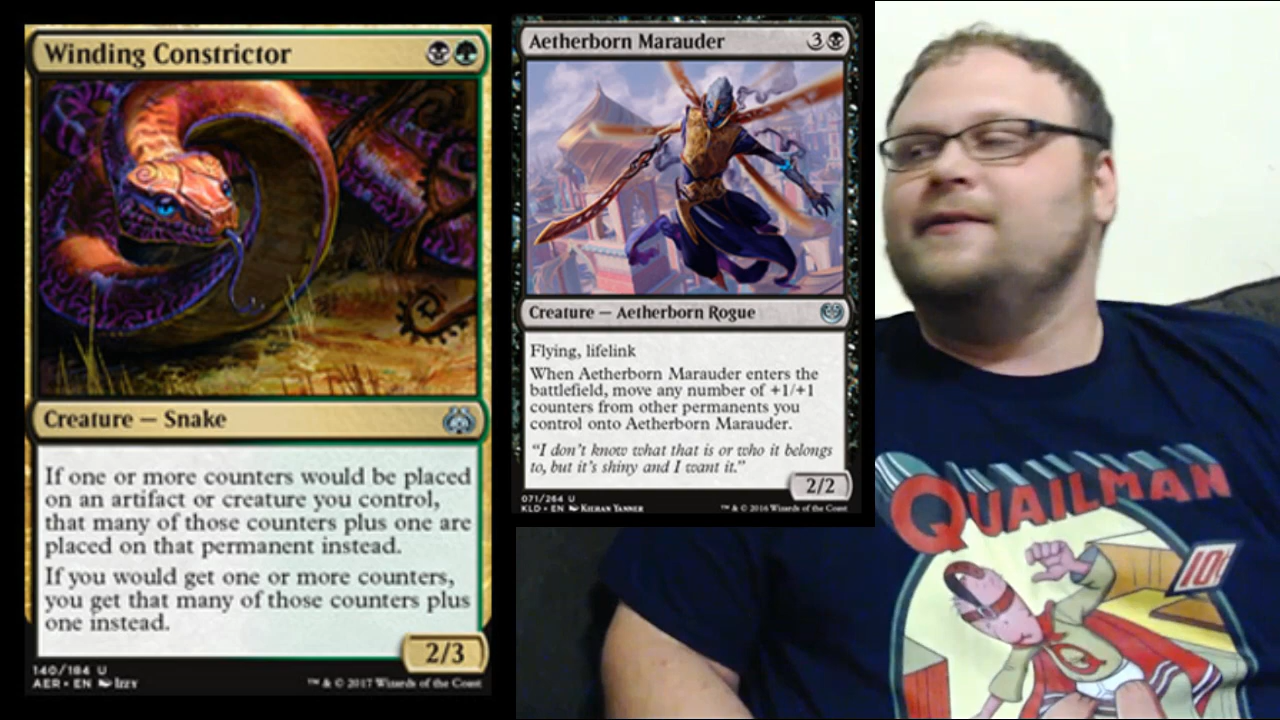 Winding Constrictor
Creature — Snake
If one or more counters would be placed
on an artifact or creature you control,
that many of those counters plus one are
placed on that permanent instead.
If you would get one or more counters,
you get that many of those counters plus
one instead.
2/3
140/184 U
AER • EN Izzy
™ & © 2017 Wizards of the Coast
Aetherborn Marauder
3
Creature — Aetherborn Rogue
Flying, lifelink
When Aetherborn Marauder enters the
battlefield, move any number of +1/+1
counters from other permanents you
control onto Aetherborn Marauder.
“I don’t know what that is or who it belongs
to, but it’s shiny and I want it.”
2/2
071/264 U
KLD • EN Kieran Yanner
™ & © 2016 Wizards of the Coast
QUAILMAN
10¢
Q